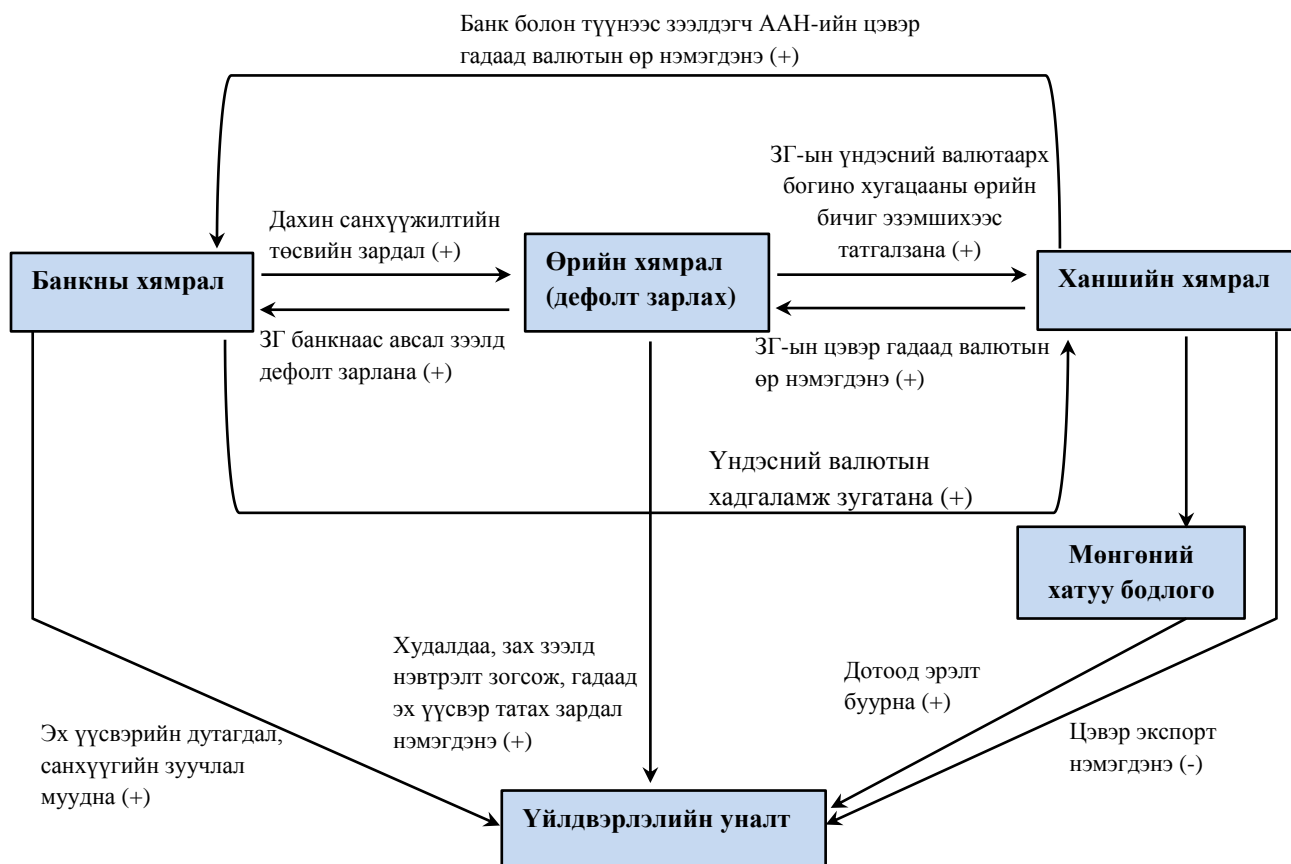 Банк болон түүнээс зээлдэгч ААН-ийн цэвэр
гадаад валютын өр нэмэгдэнэ (+)
ЗГ-ын үндэсний валютаарх
богино хугацааны өрийн
бичиг эзэмшихээс
татгалзана (+)
Дахин санхүүжилтийн
төсвийн зардал (+)
Банкны хямрал
Өрийн хямрал
(дефолт зарлах)
Ханшийн хямрал
ЗГ банкнаас авсал зээлд
дефолт зарлана (+)
ЗГ-ын цэвэр гадаад валютын
өр нэмэгдэнэ (+)
Үндэсний валютын
хадгаламж зугатана (+)
Мөнгөний
хатуу бодлого
Худалдаа, зах зээлд
нэвтрэлт зогсож, гадаад
эх үүсвэр татах зардал
нэмэгдэнэ (+)
Дотоод эрэлт
буурна (+)
Эх үүсвэрийн дутагдал,
санхүүгийн зуучлал
муудна (+)
Цэвэр экспорт
нэмэгдэнэ (-)
Үйлдвэрлэлийн уналт